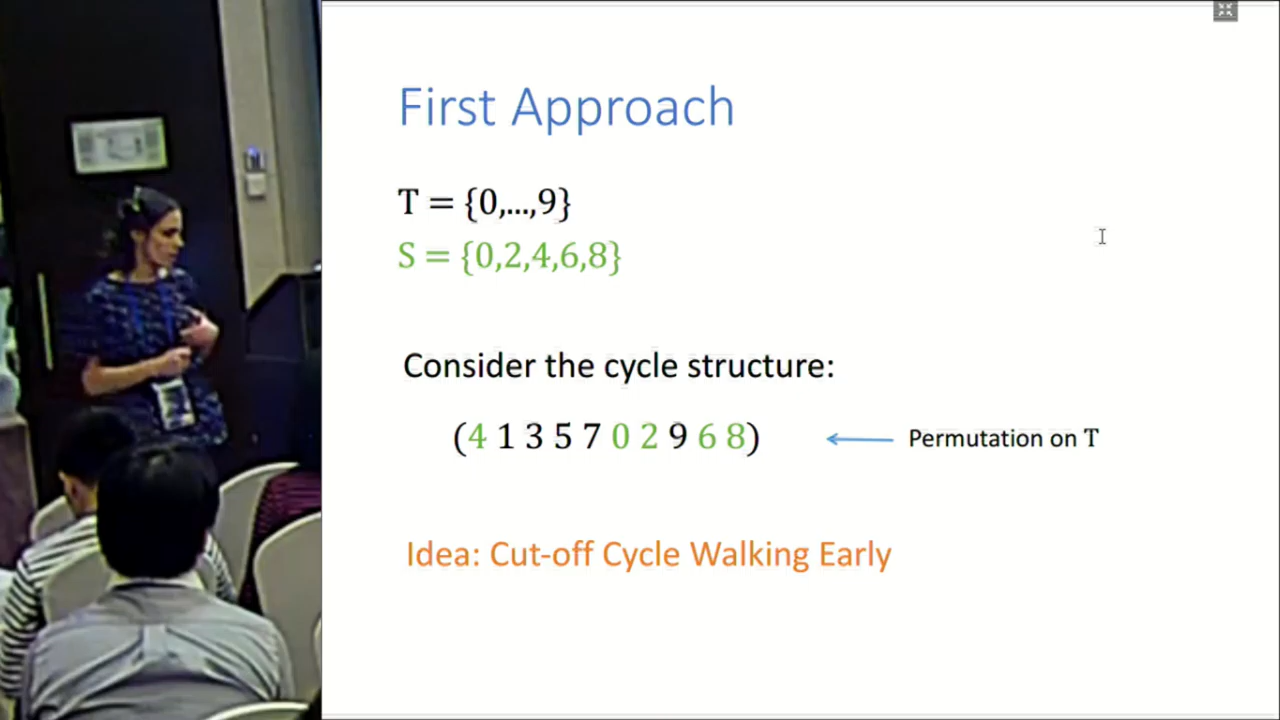 First Approach
T = {0,...,9}
S = {0,2,4,6,8}
Consider the cycle structure:
(4 1 3 5 7 0 2 9 6 8)
Permutation on T
Idea: Cut-off Cycle Walking Early